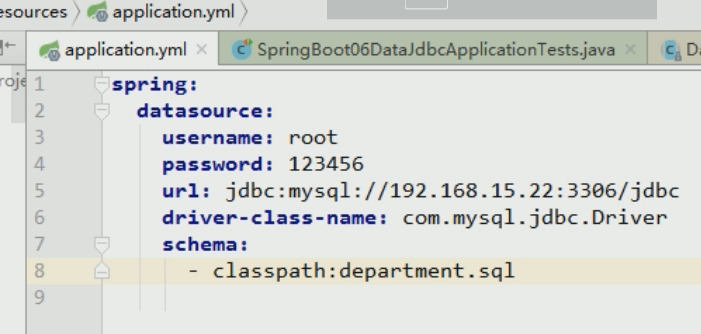 esources application.yml
application.yml SpringBoot06DataJdbcApplicationTests.java Da
roje
1 spring:
2 datasource:
3 username: root
4 password: 123456
5 url: jdbc:mysql://192.168.15.22:3306/jdbc
6 driver-class-name: com.mysql.jdbc.Driver
7 schema:
8 - classpath:department.sql
9